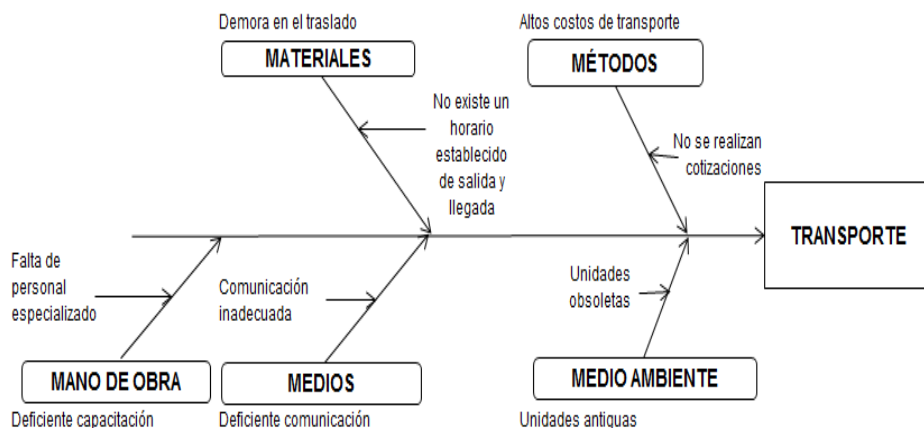 Demora en el traslado
MATERIALES
Altos costos de transporte
MÉTODOS
No existe un
horario
establecido
de salida y
llegada
No se realizan
cotizaciones
TRANSPORTE
Falta de
personal
especializado
Comunicación
inadecuada
Unidades
obsoletas
MANO DE OBRA
Deficiente capacitación
MEDIOS
Deficiente comunicación
MEDIO AMBIENTE
Unidades antiguas